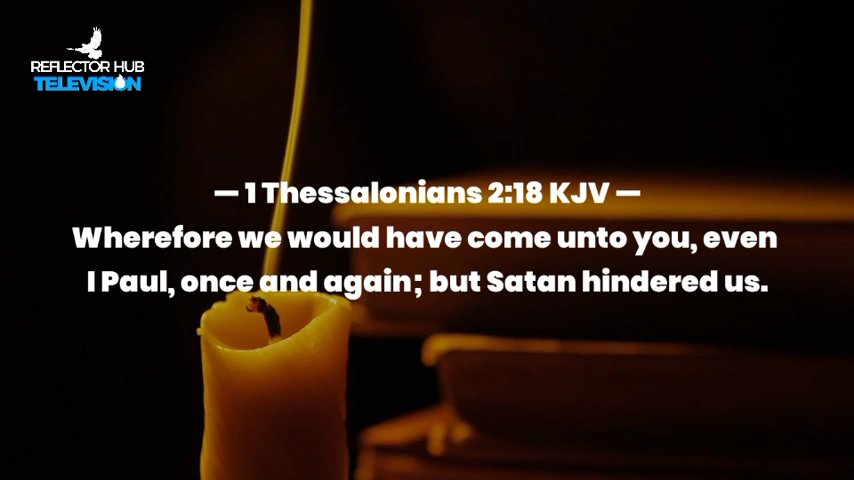 REFLECTOR HUB
TELEVISION
— 1 Thessalonians 2:18 KJV —
Wherefore we would have come unto you, even
I Paul, once and again; but Satan hindered us.